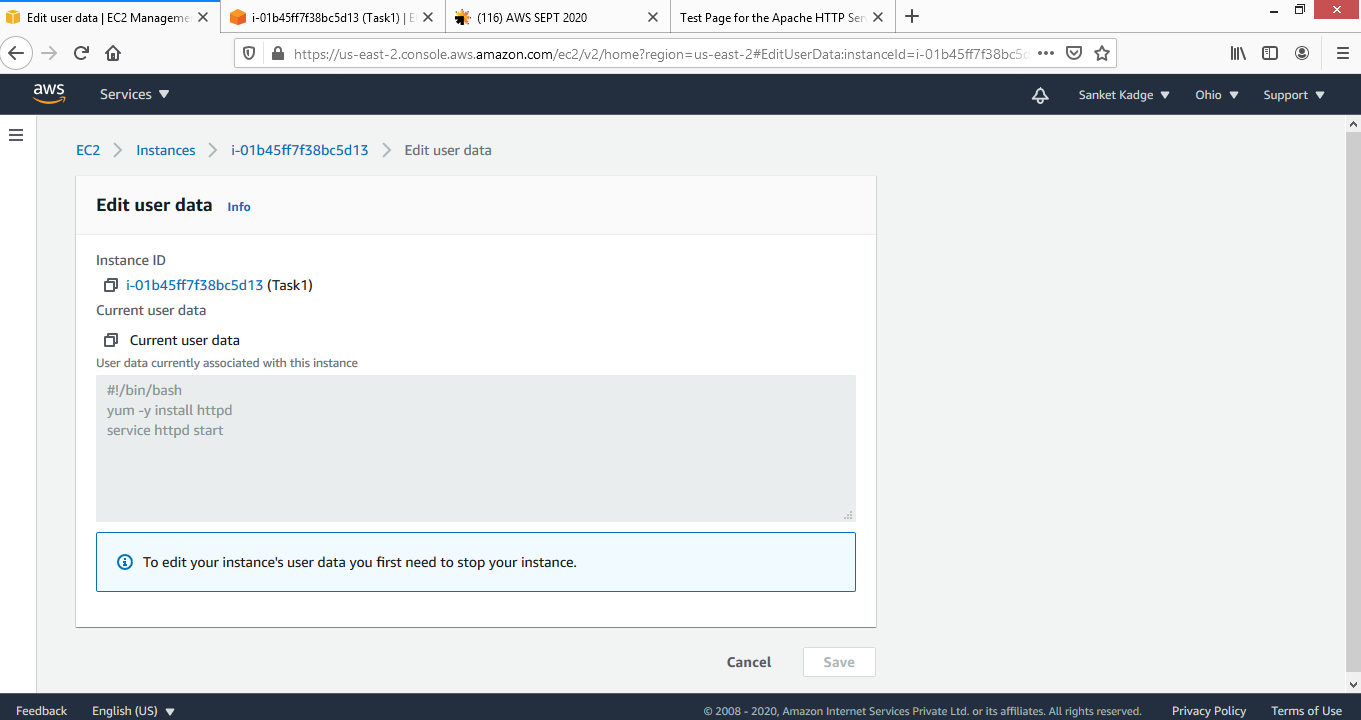 Edit user data | EC2 Manageme
i-01b45ff7f38bc5d13 (Task1) | E
(116) AWS SEPT 2020
Test Page for the Apache HTTP Ser
https://us-east-2.console.aws.amazon.com/ec2/v2/home?region=us-east-2#EditUserData:instanceId=i-01b45ff7f38bc5d
aws
Services
Sanket Kadge
Ohio
Support
EC2 > Instances > i-01b45ff7f38bc5d13 > Edit user data
Edit user data Info
Instance ID
i-01b45ff7f38bc5d13 (Task1)
Current user data
Current user data
User data currently associated with this instance
#!/bin/bash
yum -y install httpd
service httpd start
To edit your instance's user data you first need to stop your instance.
Cancel Save
Feedback English (US) © 2008 - 2020, Amazon Internet Services Private Ltd. or its affiliates. All rights reserved. Privacy Policy Terms of Use